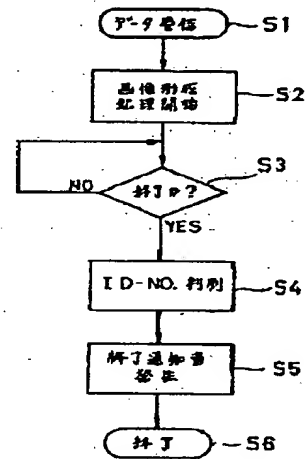 データ受信
S1
画像形成
処理開始
S2
終了か?
S3
NO
YES
ID-NO. 判別
S4
終了通知音
発生
S5
終了
S6